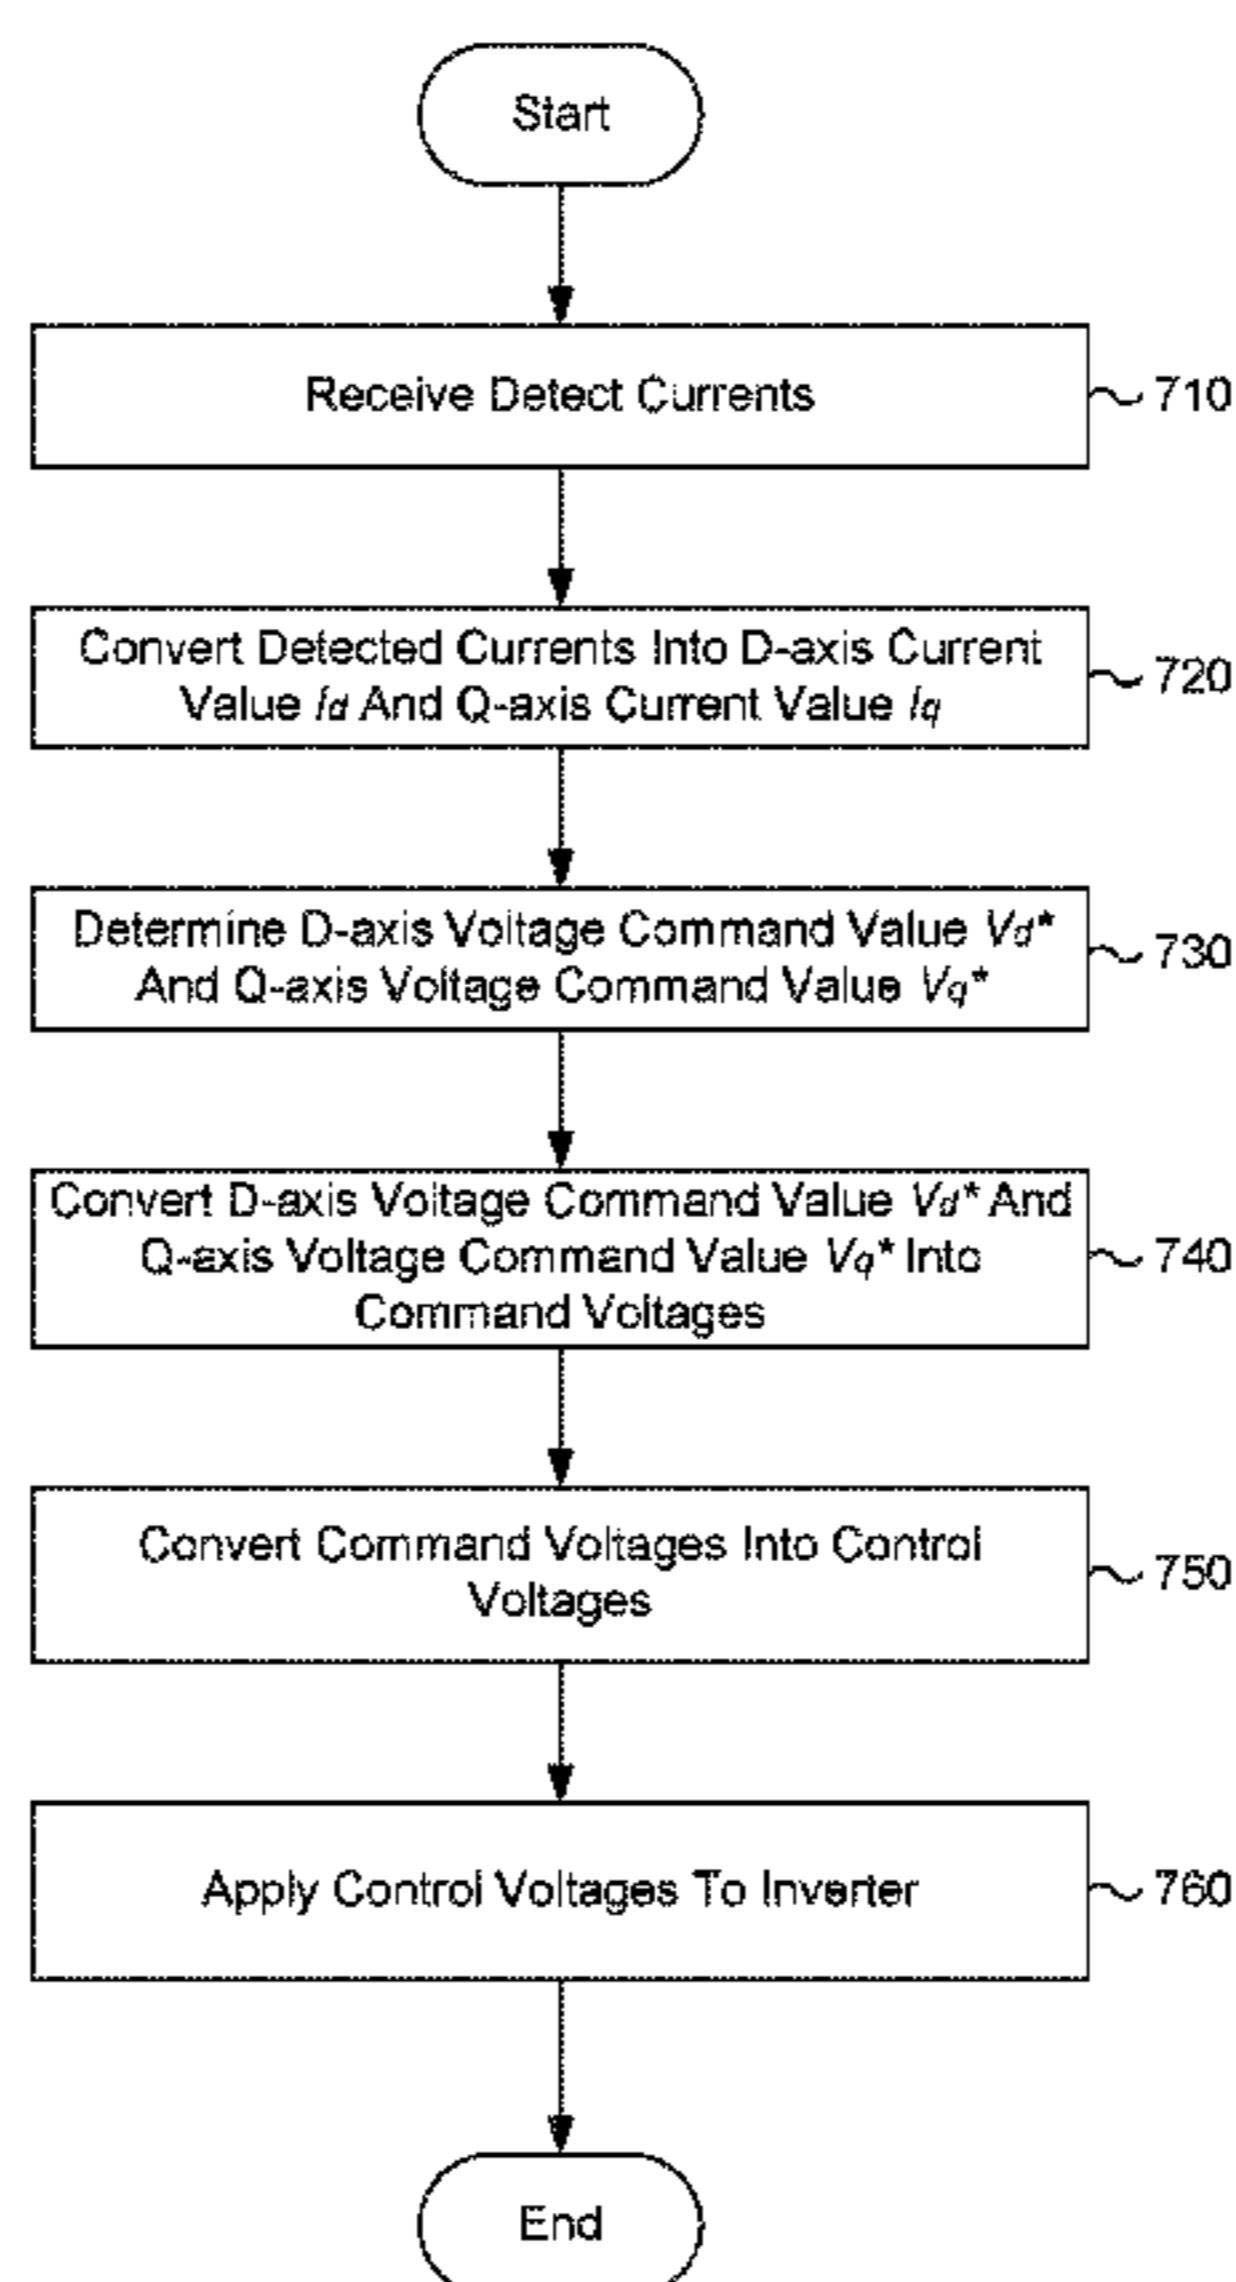 Start
Receive Detect Currents
710
Convert Detected Currents Into D-axis Current
Value Id And Q-axis Current Value Iq
720
Determine D-axis Voltage Command Value Vd*
And Q-axis Voltage Command Value Vq*
730
Convert D-axis Voltage Command Value Vd* And
Q-axis Voltage Command Value Vq* Into
Command Voltages
740
Convert Command Voltages Into Control
Voltages
750
Apply Control Voltages To Inverter
760
End